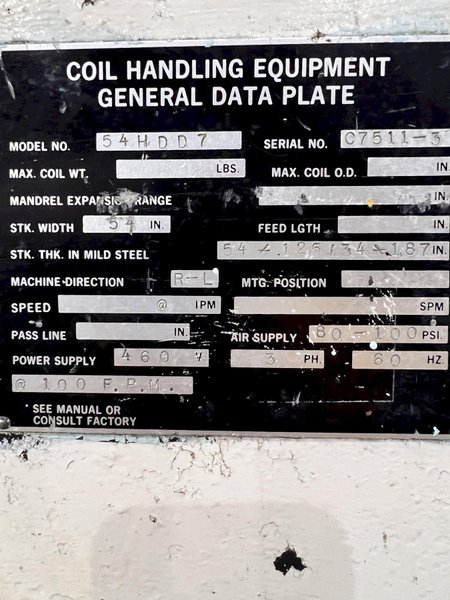 COIL HANDLING EQUIPMENT
GENERAL DATA PLATE
MODEL NO. 54HDD7 SERIAL NO. C7511-3
MAX. COIL WT. LBS. MAX. COIL O.D. IN.
MANDREL EXPANSION RANGE IN.
STK. WIDTH 54 IN. FEED LGTH IN.
STK. THK. IN MILD STEEL 54 - .125/34 - .187 IN.
MACHINE DIRECTION R-L MTG. POSITION
SPEED @ IPM SPM
PASS LINE IN. AIR SUPPLY 80-100 PSI.
POWER SUPPLY 460 V 3 PH. 60 HZ.
@ 100 F.P.M.
SEE MANUAL OR
CONSULT FACTORY